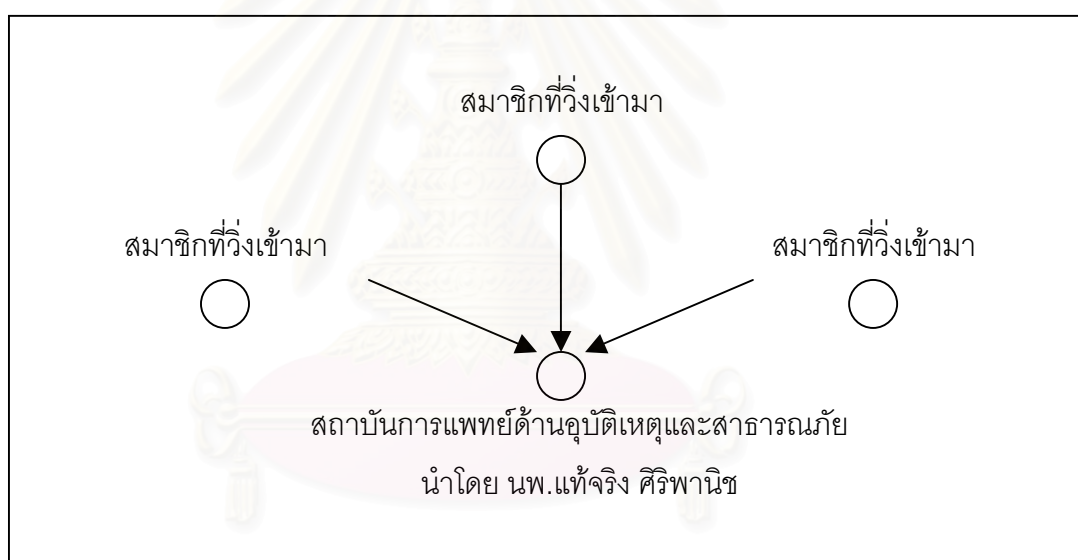 สมาชิกที่วิ่งเข้ามา
สมาชิกที่วิ่งเข้ามา
สมาชิกที่วิ่งเข้ามา
สถาบันการแพทย์ด้านอุบัติเหตุและสาธารณภัย
นำโดย นพ.แท้จริง ศิริพานิช